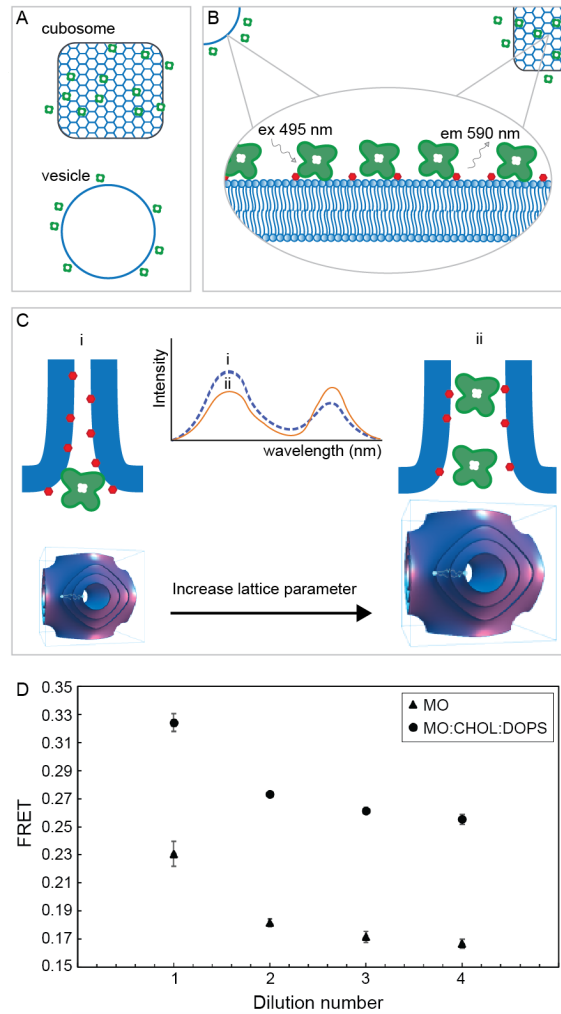 A
cubosome
vesicle
B
ex 495 nm
em 590 nm
C
i
Intensity
i
ii
wavelength (nm)
ii
Increase lattice parameter
D
FRET
0.35
0.33
0.31
0.29
0.27
0.25
0.23
0.21
0.19
0.17
0.15
MO
MO:CHOL:DOPS
1 2 3 4
Dilution number